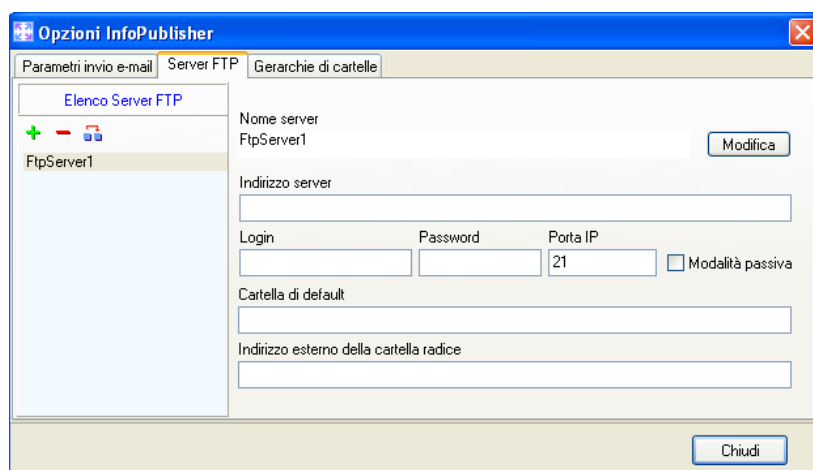 Opzioni InfoPublisher
Parametri invio e-mail Server FTP Gerarchie di cartelle
Elenco Server FTP
FtpServer1
Nome server
FtpServer1
Modifica
Indirizzo server
Login Password Porta IP
21 Modalità passiva
Cartella di default
Indirizzo esterno della cartella radice
Chiudi